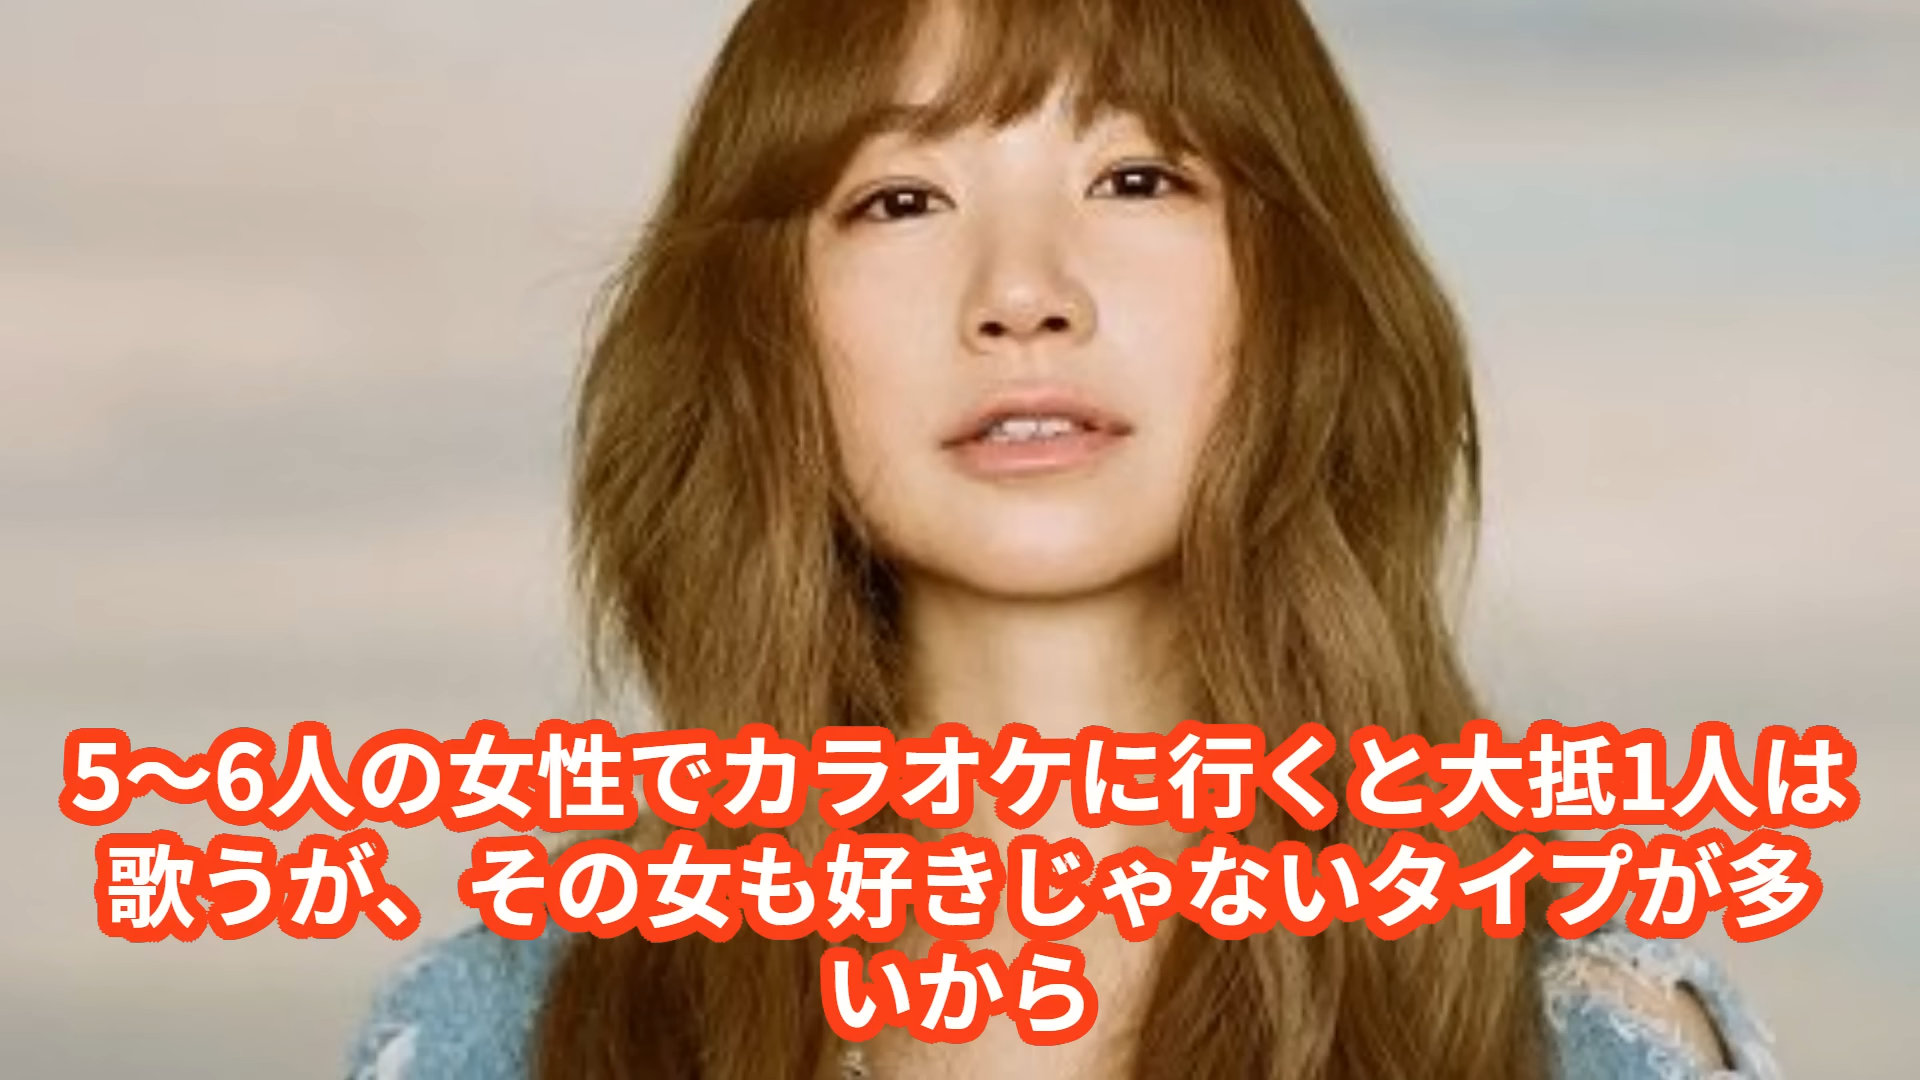 5〜6人の女性でカラオケに行くと大抵1人は
歌うが、その女も好きじゃないタイプが多
いから